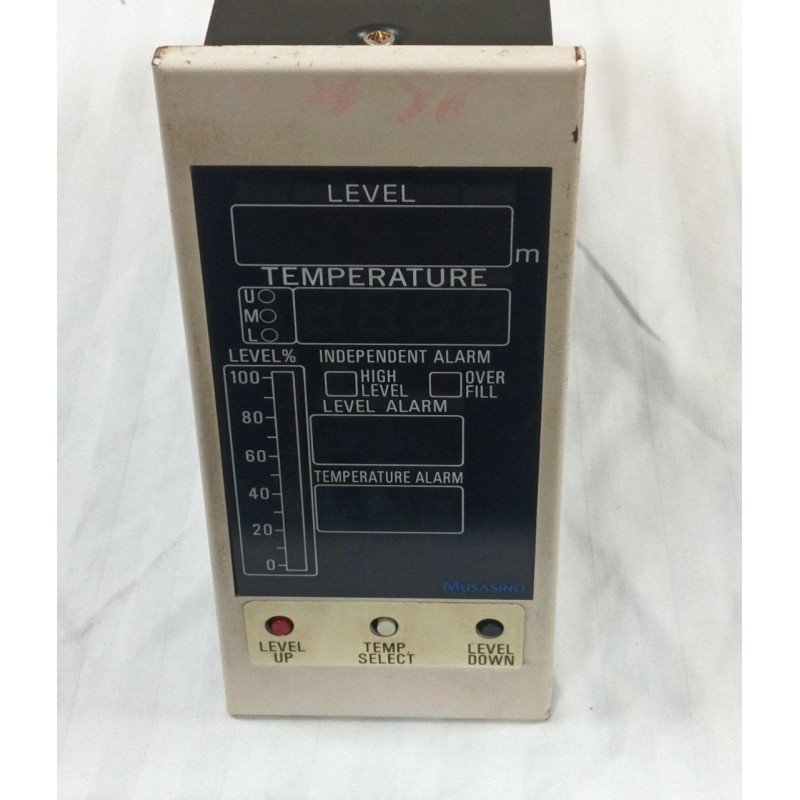 LEVEL
m
TEMPERATURE
U
M
L
LEVEL% INDEPENDENT ALARM
100 HIGH LEVEL OVER FILL
LEVEL ALARM
80
60
TEMPERATURE ALARM
40
20
0
MUSASINO
LEVEL UP TEMP. SELECT LEVEL DOWN